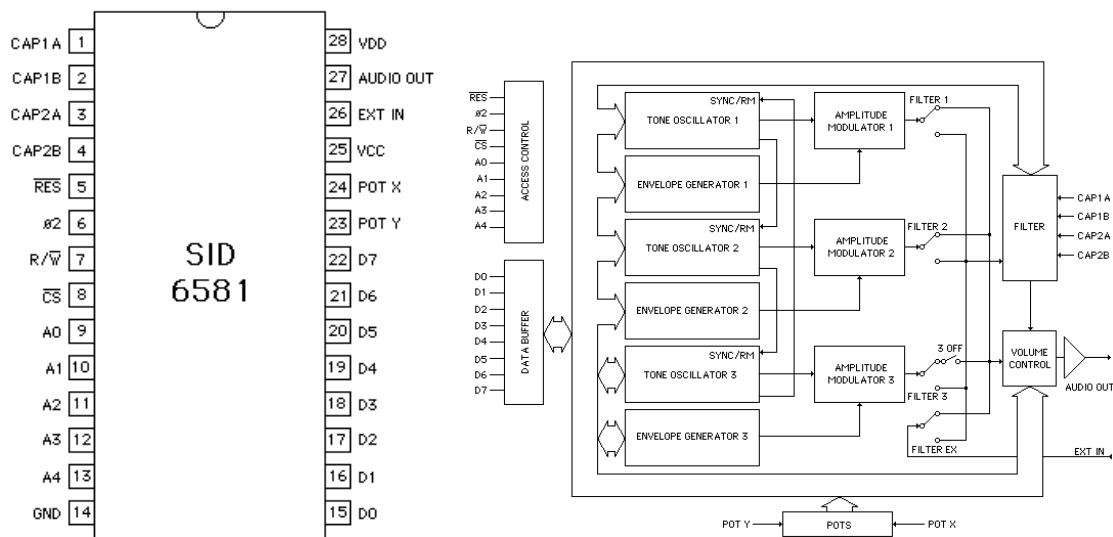 CAP1A 1
CAP1B 2
CAP2A 3
CAP2B 4
RES 5
ø2 6
R/W 7
CS 8
A0 9
A1 10
A2 11
A3 12
A4 13
GND 14
SID
6581
28 VDD
27 AUDIO OUT
26 EXT IN
25 VCC
24 POT X
23 POT Y
22 D7
21 D6
20 D5
19 D4
18 D3
17 D2
16 D1
15 D0
RES
ø2
R/W
CS
A0
A1
A2
A3
A4
ACCESS CONTROL
D0
D1
D2
D3
D4
D5
D6
D7
DATA BUFFER
SYNC/RM
TONE OSCILLATOR 1
ENVELOPE GENERATOR 1
SYNC/RM
TONE OSCILLATOR 2
ENVELOPE GENERATOR 2
SYNC/RM
TONE OSCILLATOR 3
ENVELOPE GENERATOR 3
AMPLITUDE
MODULATOR 1
AMPLITUDE
MODULATOR 2
AMPLITUDE
MODULATOR 3
FILTER 1
FILTER 2
3 OFF
FILTER 3
FILTER EX
FILTER
CAP1A
CAP1B
CAP2A
CAP2B
VOLUME
CONTROL
AUDIO OUT
EXT IN
POT Y
POTS
POT X